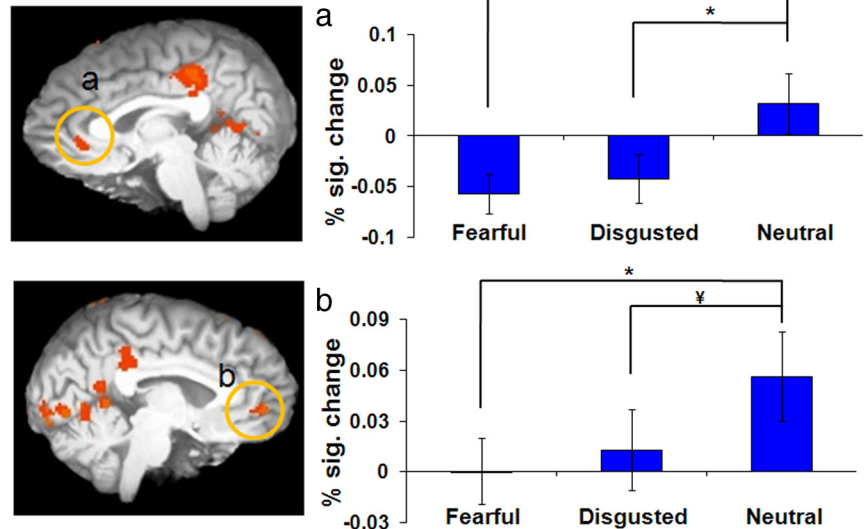 a
a
*
0.1
0.05
0
-0.05
-0.1
% sig. change
Fearful Disgusted Neutral
b
b
*
¥
0.09
0.06
0.03
0
-0.03
% sig. change
Fearful Disgusted Neutral